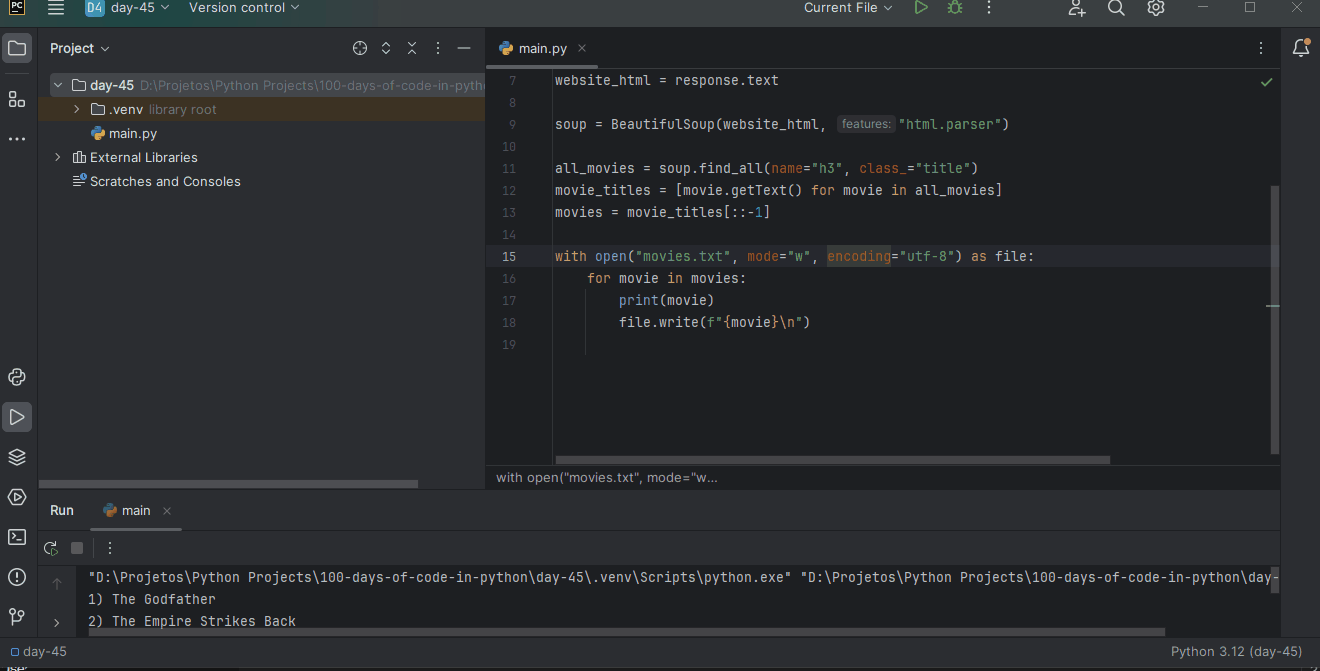 PC D4 day-45 Version control Current File
Project
main.py
day-45 D:\Projetos\Python Projects\100-days-of-code-in-pyth
.venv library root
main.py
External Libraries
Scratches and Consoles
7 website_html = response.text
8
9 soup = BeautifulSoup(website_html, features: "html.parser")
10
11 all_movies = soup.find_all(name="h3", class_="title")
12 movie_titles = [movie.getText() for movie in all_movies]
13 movies = movie_titles[::-1]
14
15 with open("movies.txt", mode="w", encoding="utf-8") as file:
16 for movie in movies:
17 print(movie)
18 file.write(f"{movie}\n")
19
with open("movies.txt", mode="w...
Run main
"D:\Projetos\Python Projects\100-days-of-code-in-python\day-45\.venv\Scripts\python.exe" "D:\Projetos\Python Projects\100-days-of-code-in-python\day-
1) The Godfather
2) The Empire Strikes Back
day-45 Python 3.12 (day-45)